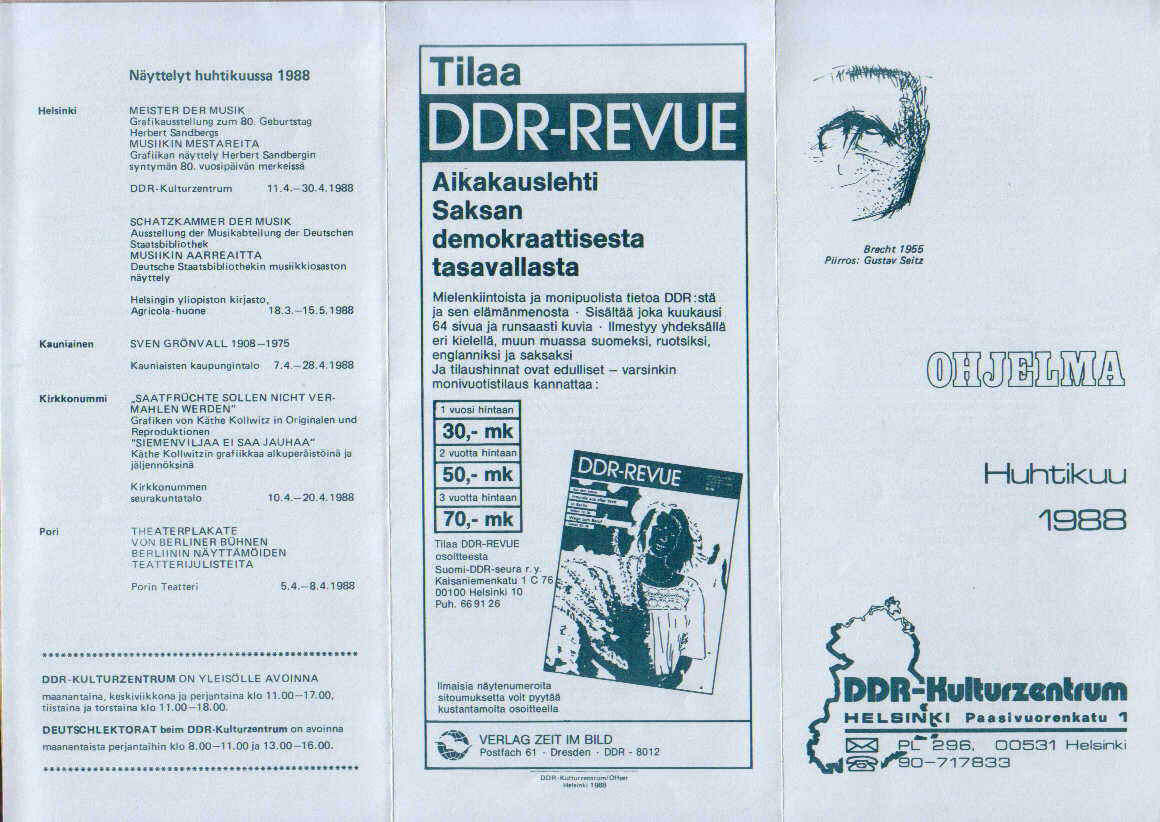 Näyttelyt huhtikuussa 1988
Helsinki
MEISTER DER MUSIK
Grafikausstellung zum 80. Geburtstag
Herbert Sandbergs
MUSIIKIN MESTAREITA
Grafiikan näyttely Herbert Sandbergin
syntymän 80. vuosipäivän merkeissä
DDR-Kulturzentrum 11.4.–30.4.1988
SCHATZKAMMER DER MUSIK
Ausstellung der Musikabteilung der Deutschen
Staatsbibliothek
MUSIIKIN AARREAITTA
Deutsche Staatsbibliothekin musiikkiosaston
näyttely
Helsingin yliopiston kirjasto,
Agricola-huone 18.3.–15.5.1988
Kauniainen SVEN GRÖNVALL 1908–1975
Kauniaisten kaupungintalo 7.4.–28.4.1988
Kirkkonummi „SAATFRÜCHTE SOLLEN NICHT VER-
MAHLEN WERDEN”
Grafiken von Käthe Kollwitz in Originalen und
Reproduktionen
"SIEMENVILJAA EI SAA JAUHAA"
Käthe Kollwitzin grafiikkaa alkuperäistöinä ja
jäljennöksinä
Kirkkonummen
seurakuntatalo 10.4.–20.4.1988
Pori THEATERPLAKATE
VON BERLINER BÜHNEN
BERLIININ NÄYTTÄMÖIDEN
TEATTERIJULISTEITA
Porin Teatteri 5.4.–8.4.1988
DDR-KULTURZENTRUM ON YLEISÖLLE AVOINNA
maanantaina, keskiviikkona ja perjantaina klo 11.00–17.00,
tiistaina ja torstaina klo 11.00–18.00.
DEUTSCHLEKTORAT beim DDR-Kulturzentrum on avoinna
maanantaista perjantaihin klo 8.00–11.00 ja 13.00–16.00.
Tilaa
DDR-REVUE
Aikakauslehti
Saksan
demokraattisesta
tasavallasta
Mielenkiintoista ja monipuolista tietoa DDR:stä
ja sen elämänmenosta · Sisältää joka kuukausi
64 sivua ja runsaasti kuvia · Ilmestyy yhdeksällä
eri kielellä, muun muassa suomeksi, ruotsiksi,
englanniksi ja saksaksi
Ja tilaushinnat ovat edulliset – varsinkin
monivuotistilaus kannattaa:
1 vuosi hintaan
30,- mk
2 vuotta hintaan
50,- mk
3 vuotta hintaan
70,- mk
Tilaa DDR-REVUE
osoitteesta
Suomi-DDR-seura r.y.
Kaisaniemenkatu 1 C 76
00100 Helsinki 10
Puh. 66 91 26
DDR-REVUE
Ilmaisia näytenumeroita
sitoumuksetta voit pyytää
kustantamolta osoitteella
VERLAG ZEIT IM BILD
Postfach 61 · Dresden · DDR - 8012
DDR-Kulturzentrum/Offset
Helsinki 1988
Brecht 1955
Piirros: Gustav Seitz
OHJELMA
Huhtikuu
1988
DDR-Kulturzentrum
HELSINKI Paasivuorenkatu 1
PL 296, 00531 Helsinki
90-717833